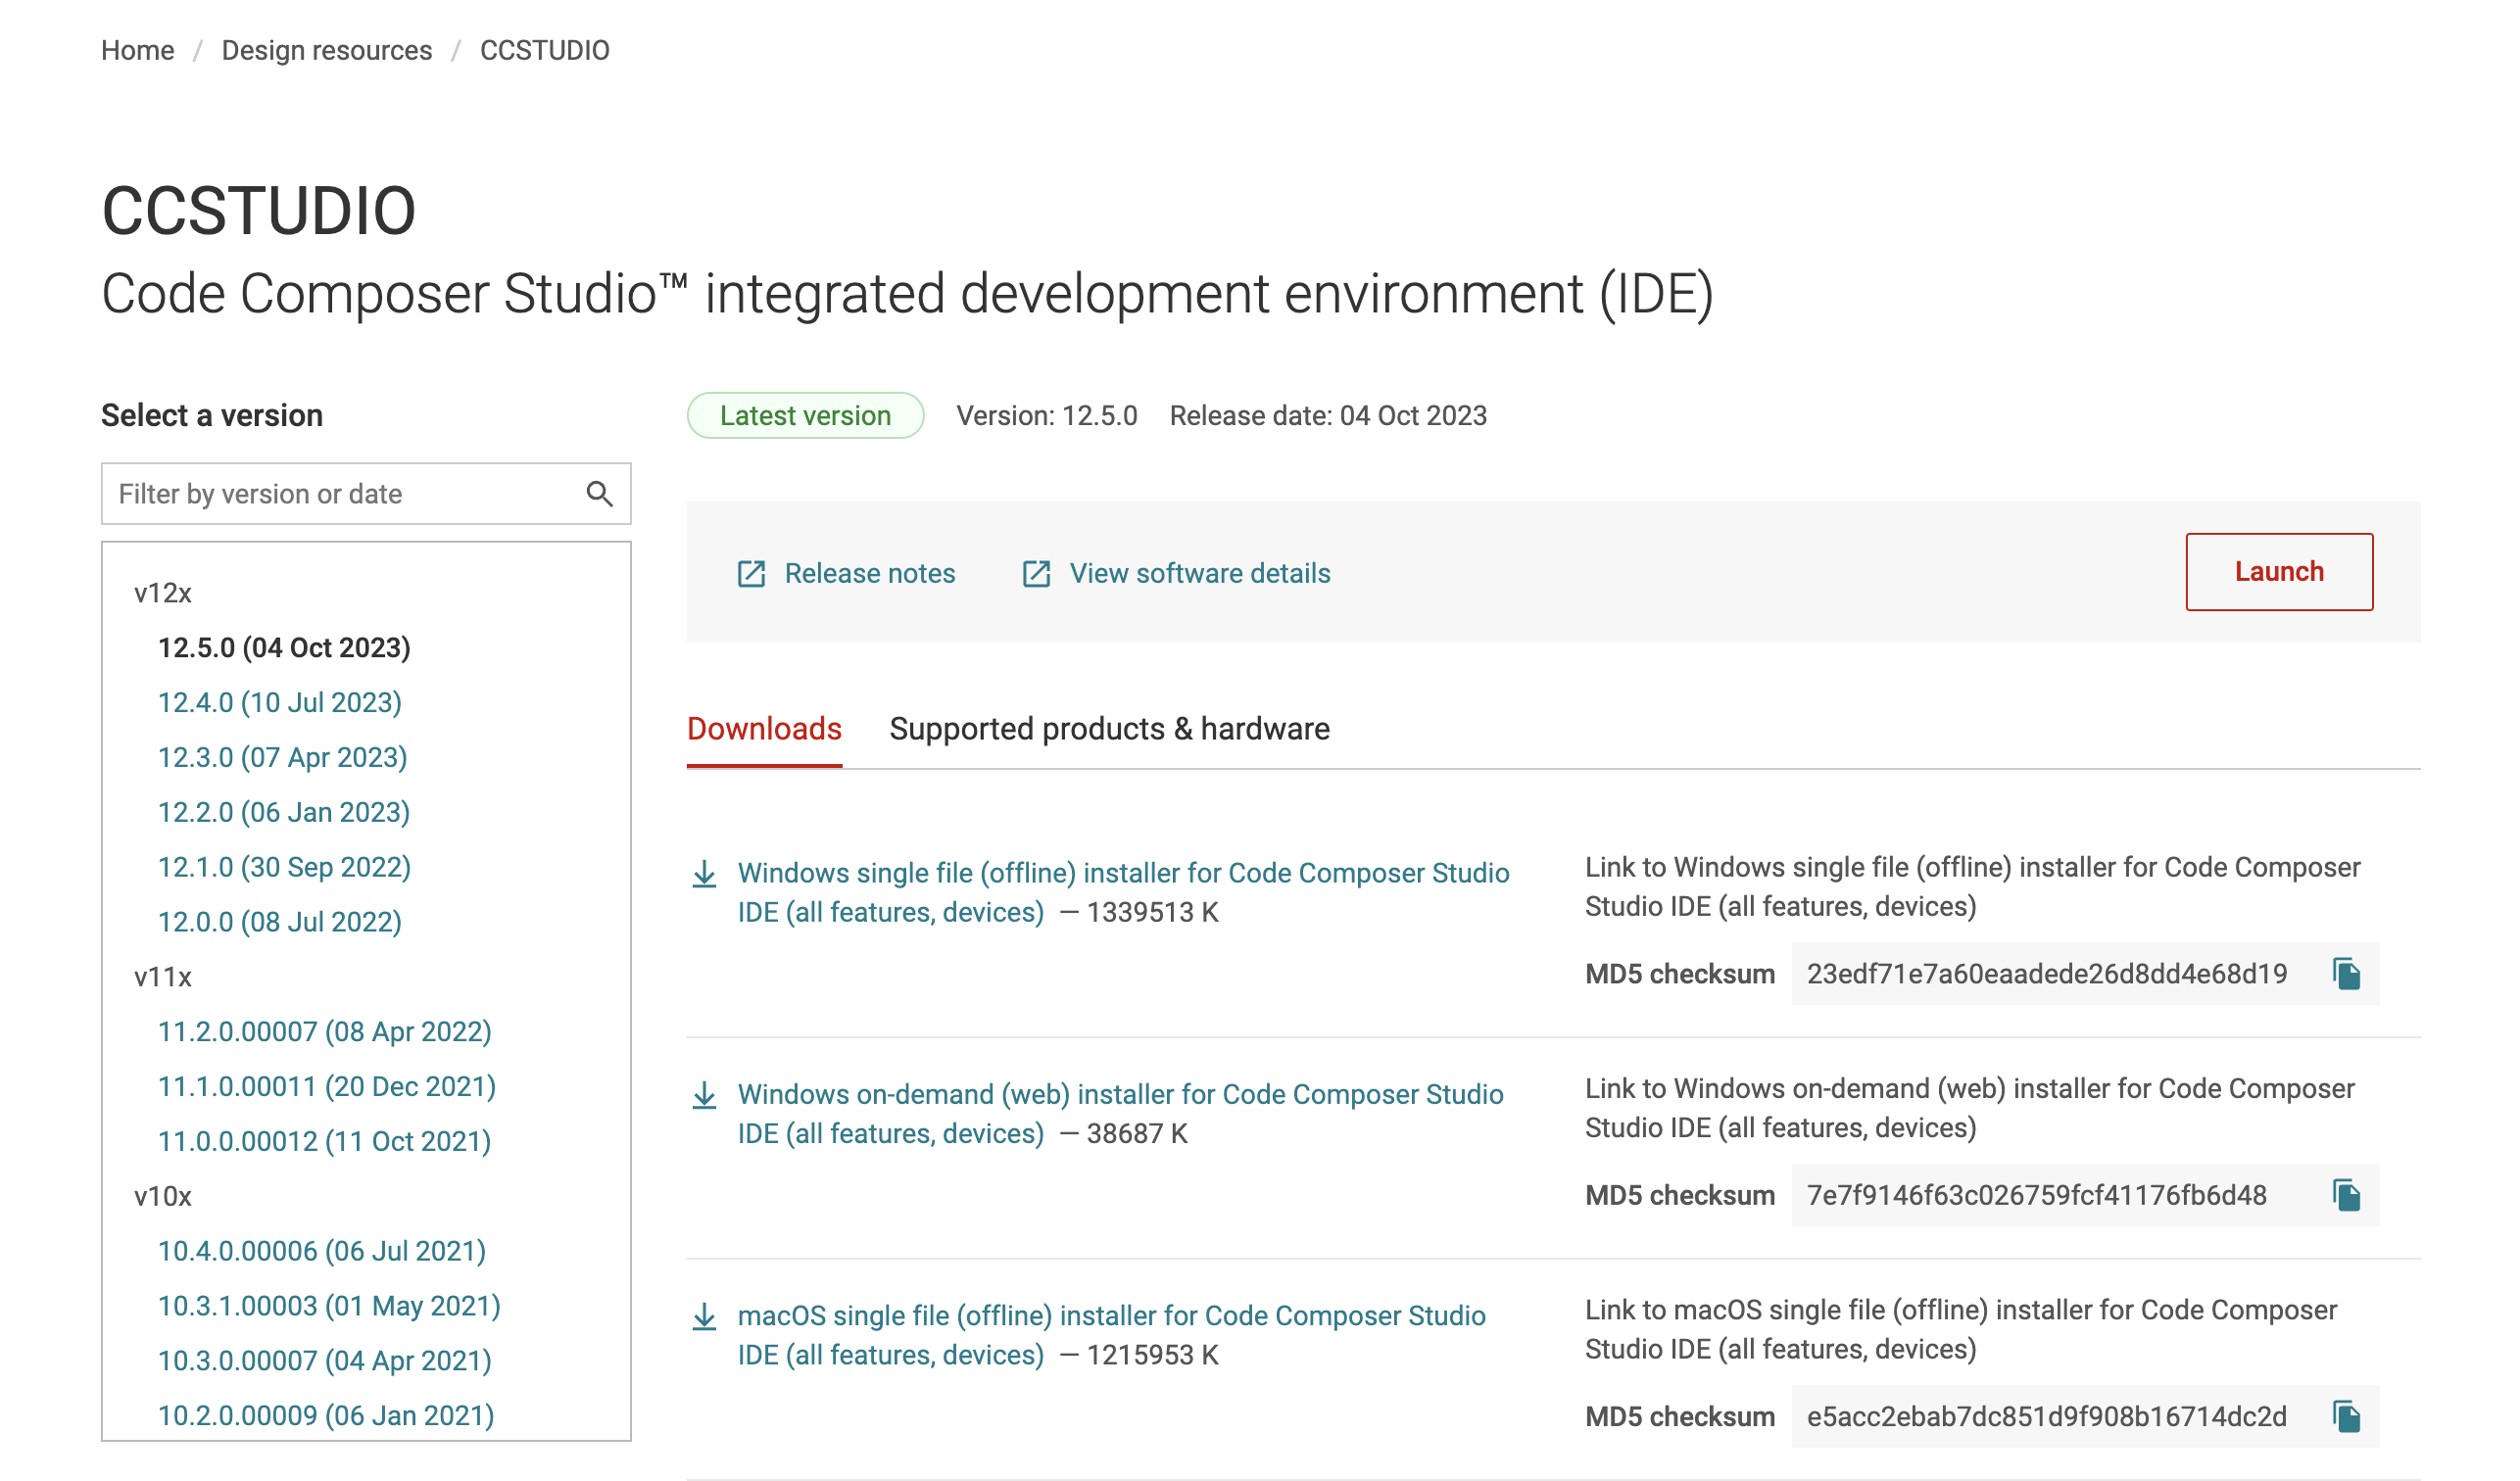 Home / Design resources / CCSTUDIO
CCSTUDIO
Code Composer Studio™ integrated development environment (IDE)
Select a version
Filter by version or date
v12x
12.5.0 (04 Oct 2023)
12.4.0 (10 Jul 2023)
12.3.0 (07 Apr 2023)
12.2.0 (06 Jan 2023)
12.1.0 (30 Sep 2022)
12.0.0 (08 Jul 2022)
v11x
11.2.0.00007 (08 Apr 2022)
11.1.0.00011 (20 Dec 2021)
11.0.0.00012 (11 Oct 2021)
v10x
10.4.0.00006 (06 Jul 2021)
10.3.1.00003 (01 May 2021)
10.3.0.00007 (04 Apr 2021)
10.2.0.00009 (06 Jan 2021)
Latest version Version: 12.5.0 Release date: 04 Oct 2023
Release notes View software details Launch
Downloads Supported products & hardware
Windows single file (offline) installer for Code Composer Studio
IDE (all features, devices) — 1339513 K
Link to Windows single file (offline) installer for Code Composer
Studio IDE (all features, devices)
MD5 checksum 23edf71e7a60eaadede26d8dd4e68d19
Windows on-demand (web) installer for Code Composer Studio
IDE (all features, devices) — 38687 K
Link to Windows on-demand (web) installer for Code Composer
Studio IDE (all features, devices)
MD5 checksum 7e7f9146f63c026759fcf41176fb6d48
macOS single file (offline) installer for Code Composer Studio
IDE (all features, devices) — 1215953 K
Link to macOS single file (offline) installer for Code Composer
Studio IDE (all features, devices)
MD5 checksum e5acc2ebab7dc851d9f908b16714dc2d